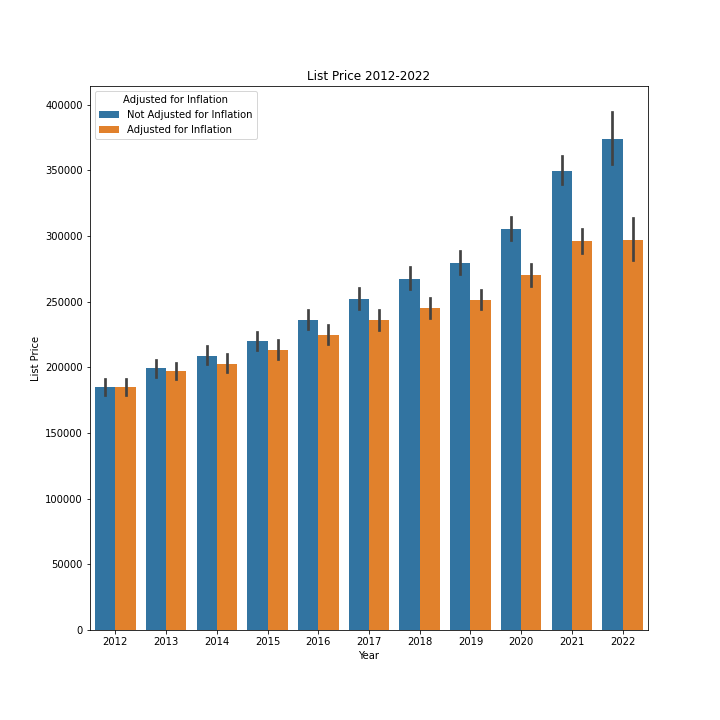 List Price 2012-2022
Adjusted for Inflation
Not Adjusted for Inflation
Adjusted for Inflation
400000
350000
300000
250000
200000
150000
100000
50000
0
List Price
2012 2013 2014 2015 2016 2017 2018 2019 2020 2021 2022
Year